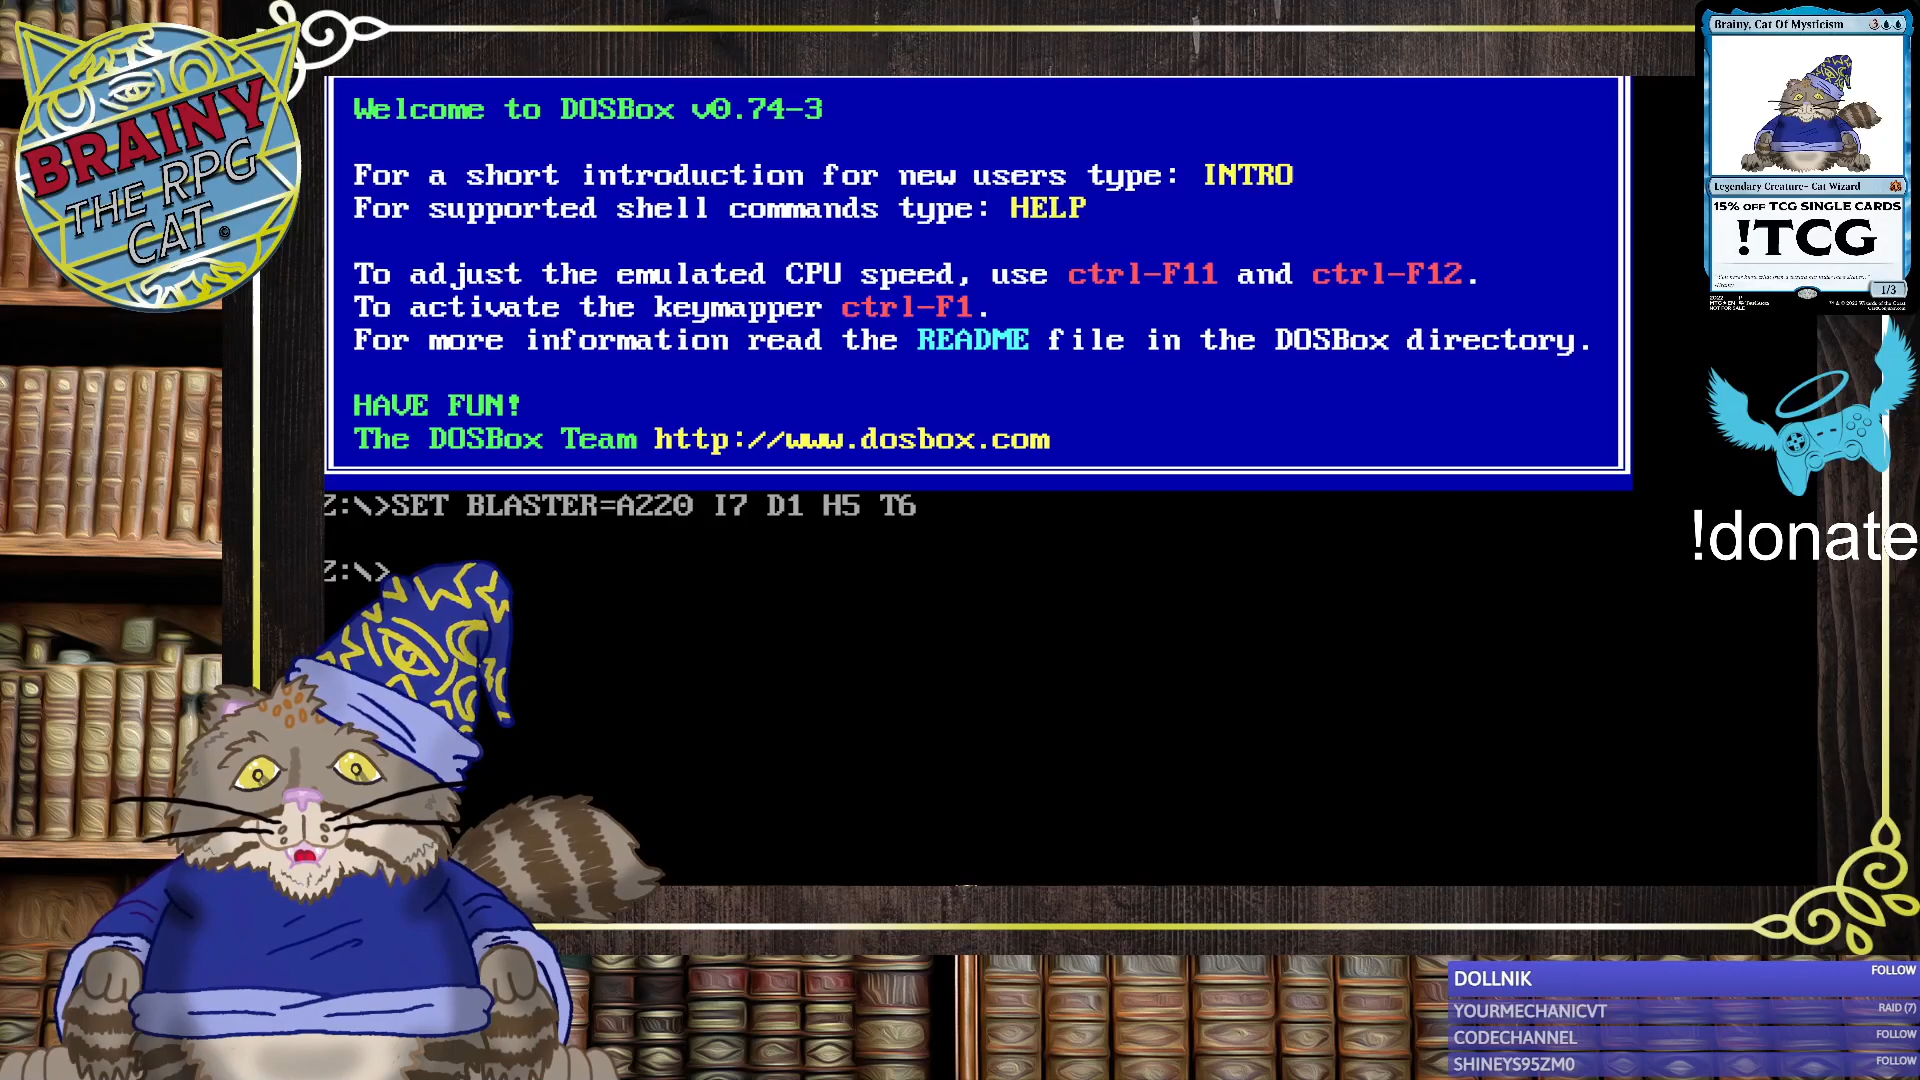 BRAINY
THE RPG
CAT ©
Welcome to DOSBox v0.74-3
For a short introduction for new users type: INTRO
For supported shell commands type: HELP
To adjust the emulated CPU speed, use ctrl-F11 and ctrl-F12.
To activate the keymapper ctrl-F1.
For more information read the README file in the DOSBox directory.
HAVE FUN!
The DOSBox Team http://www.dosbox.com
Z:\>SET BLASTER=A220 I7 D1 H5 T6
Z:\>
Brainy, Cat Of Mysticism 3
Legendary Creature- Cat Wizard
15% OFF TCG SINGLE CARDS
!TCG
1/3
2022
NOT FOR SALE
!donate
DOLLNIK FOLLOW
YOURMECHANICVT RAID (7)
CODECHANNEL FOLLOW
SHINEYS95ZM0 FOLLOW